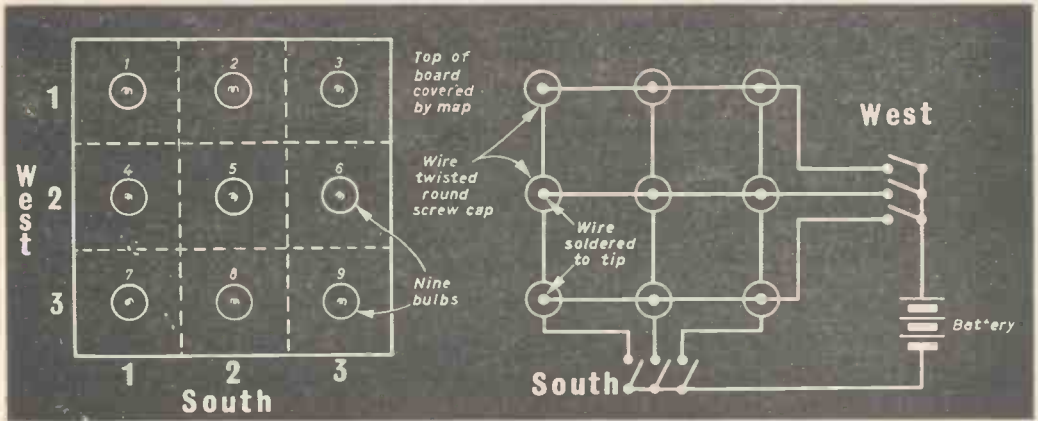 1
2
3
Top of
board
covered
by map
1
West
4
5
6
Wire
twisted
round
screw cap
West
2
Wire
soldered
to tip
7
8
9
Nine
bulbs
3
Battery
1
2
3
South
South